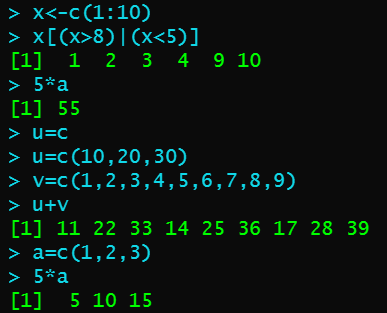 > x<-c(1:10)
> x[(x>8)|(x<5)]
[1]  1  2  3  4  9 10
> 5*a
[1] 55
> u=c
> u=c(10,20,30)
> v=c(1,2,3,4,5,6,7,8,9)
> u+v
[1] 11 22 33 14 25 36 17 28 39
> a=c(1,2,3)
> 5*a
[1]  5 10 15